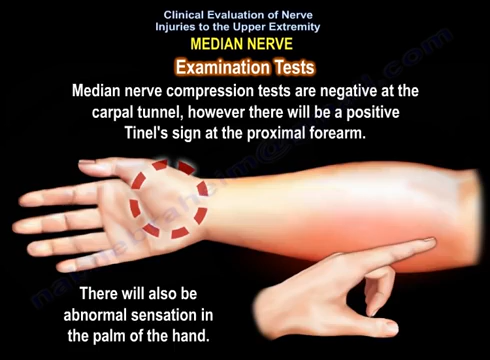 Clinical Evaluation of Nerve
Injuries to the Upper Extremity
MEDIAN NERVE
Examination Tests
Median nerve compression tests are negative at the
carpal tunnel, however there will be a positive
Tinel's sign at the proximal forearm.
There will also be
abnormal sensation in
the palm of the hand.